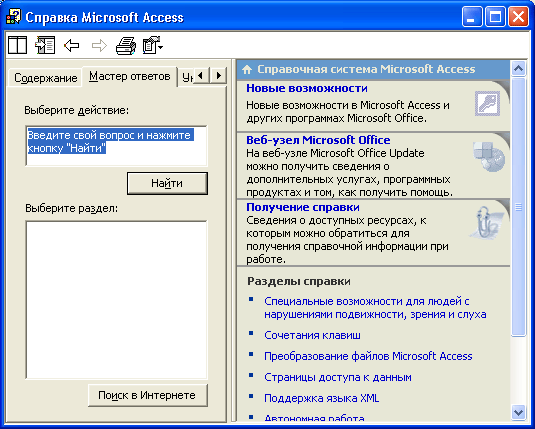 Справка Microsoft Access
Содержание
Мастер ответов
Выберите действие:
Введите свой вопрос и нажмите
кнопку "Найти"
Найти
Выберите раздел:
Поиск в Интернете
Справочная система Microsoft Access
Новые возможности
Новые возможности в Microsoft Access и
других программах Microsoft Office.
Веб-узел Microsoft Office
На веб-узле Microsoft Office Update
можно получить сведения о
дополнительных услугах, программных
продуктах и том, как получить помощь.
Получение справки
Сведения о доступных ресурсах, к
которым можно обратиться для
получения справочной информации при
работе.
Разделы справки
Специальные возможности для людей с
нарушениями подвижности, зрения и слуха
Сочетания клавиш
Преобразование файлов Microsoft Access
Страницы доступа к данным
Поддержка языка XML
Автономная работа